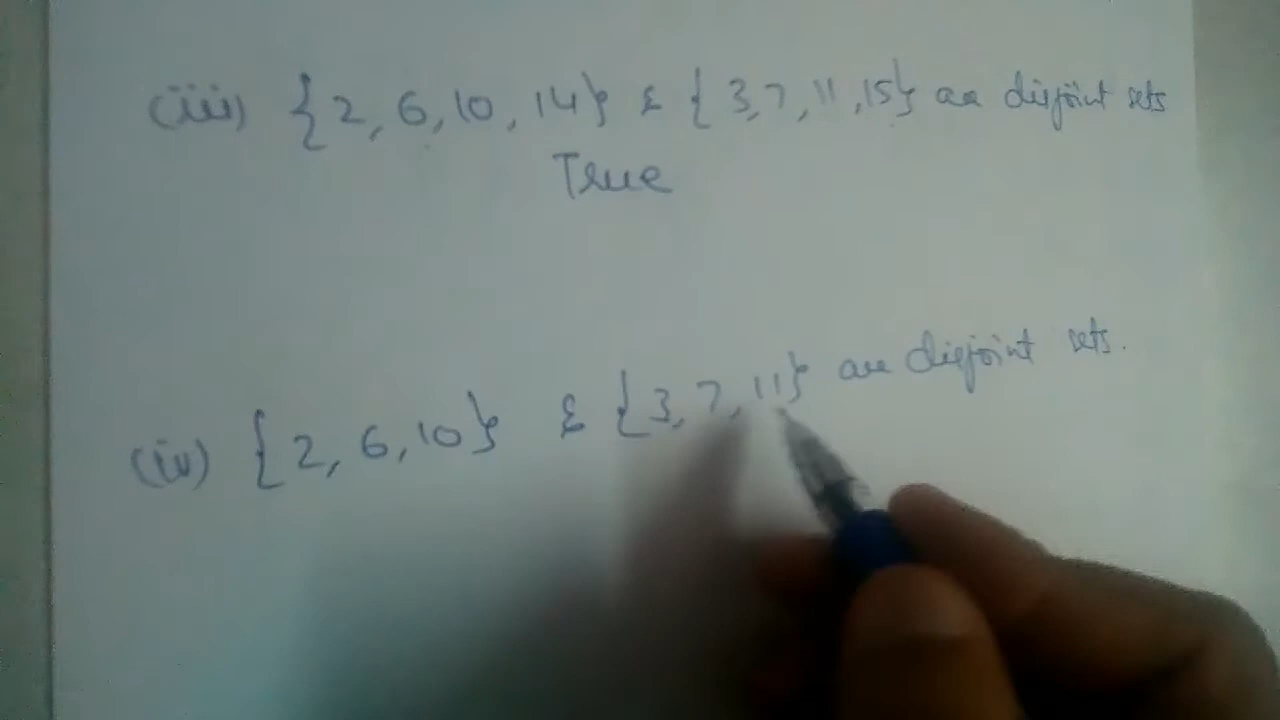 (iii) {2, 6, 10, 14} & {3, 7, 11, 15} are disjoint sets
True
(iv) {2, 6, 10} & {3, 7, 11} are disjoint sets.